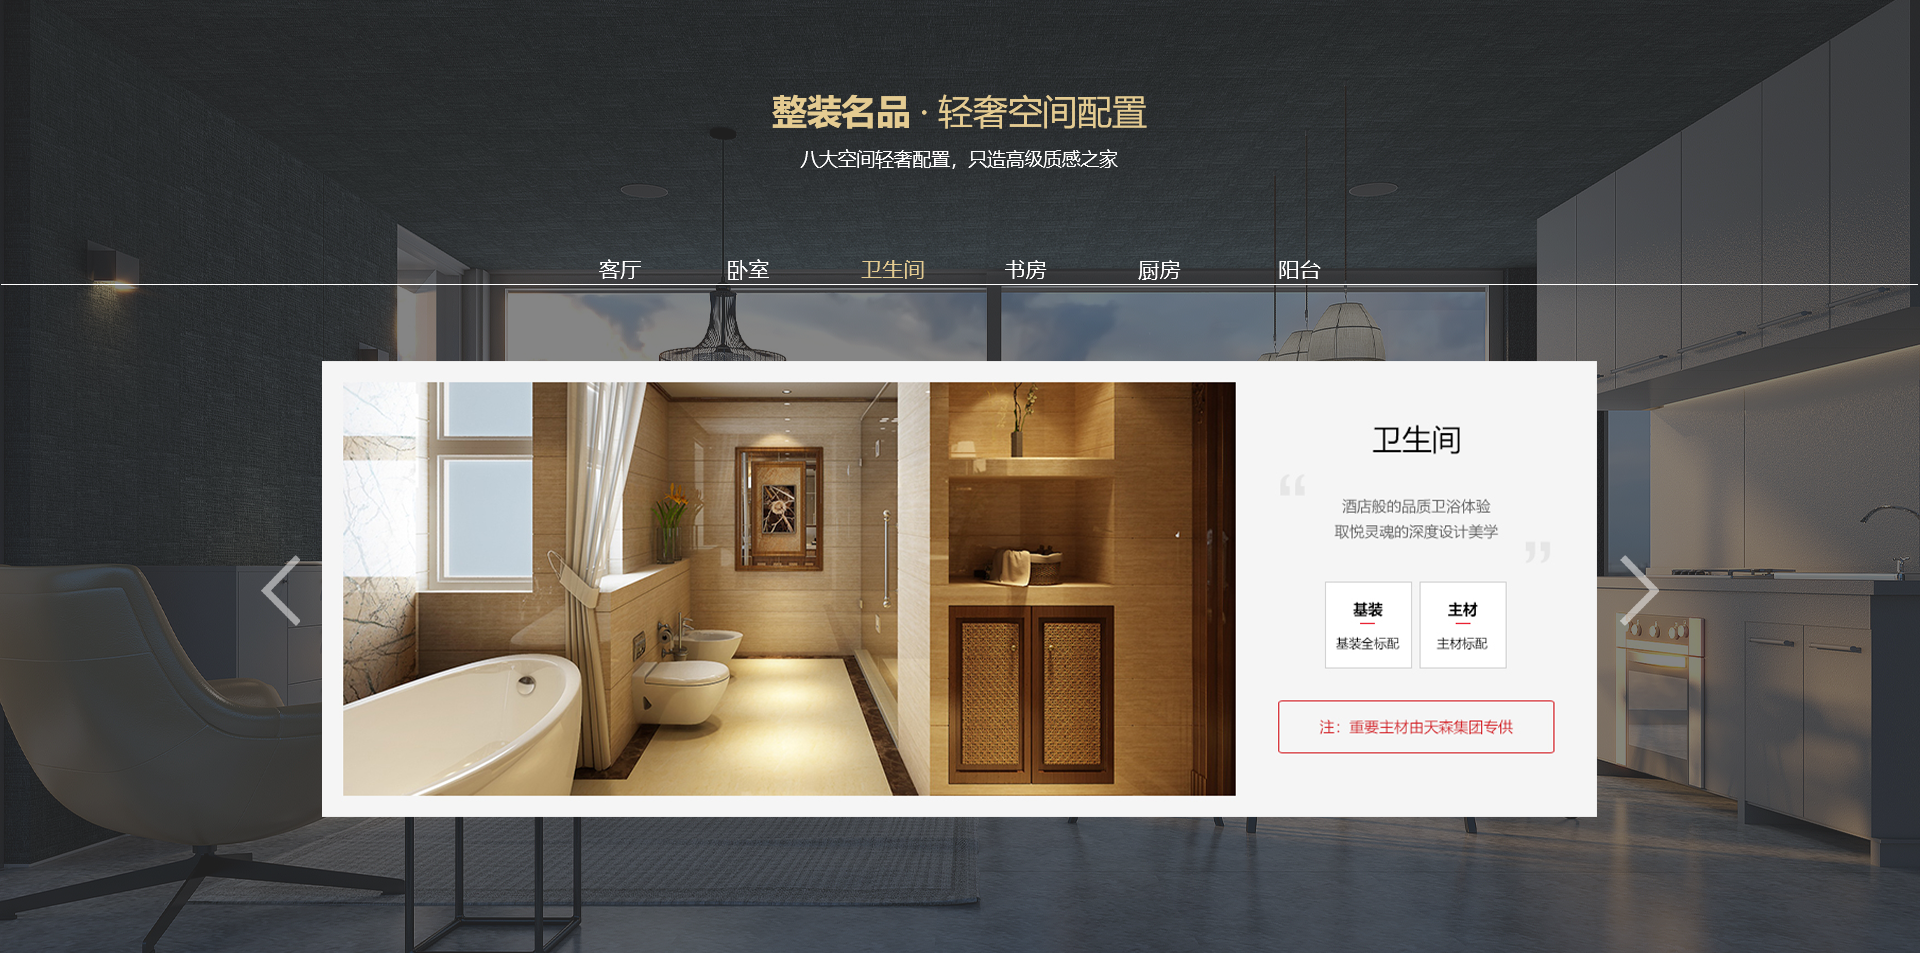 整装名品 · 轻奢空间配置
八大空间轻奢配置，只造高级质感之家
客厅 卧室 卫生间 书房 厨房 阳台
卫生间
“
酒店般的品质卫浴体验
取悦灵魂的深度设计美学
”
基装 主材
基装全标配 主材标配
注：重要主材由天森集团专供